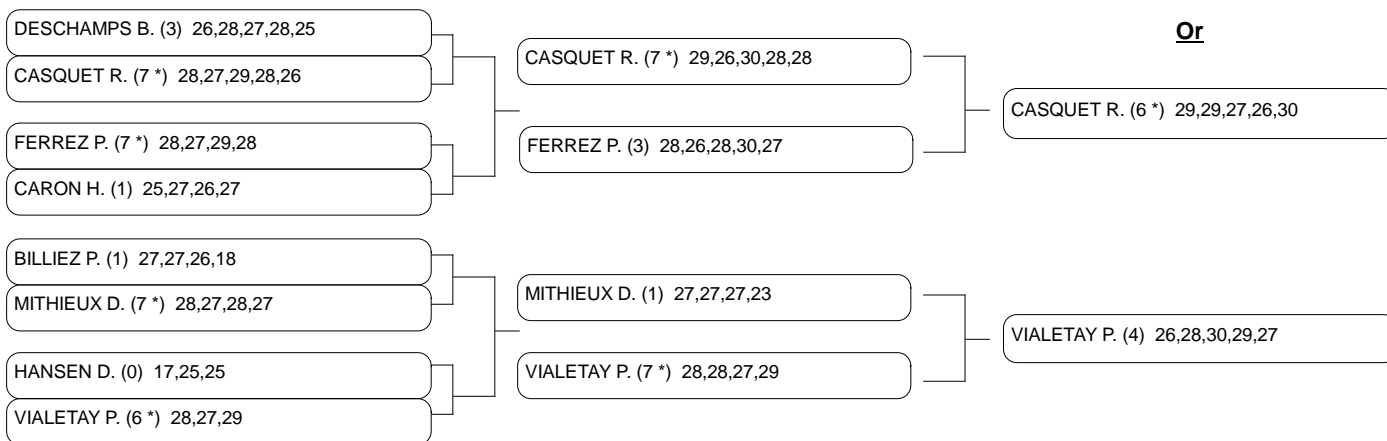 DESCHAMPS B. (3) 26,28,27,28,25
CASQUET R. (7 *) 28,27,29,28,26
FERREZ P. (7 *) 28,27,29,28
CARON H. (1) 25,27,26,27
BILLIEZ P. (1) 27,27,26,18
MITHIEUX D. (7 *) 28,27,28,27
HANSEN D. (0) 17,25,25
VIALETAY P. (6 *) 28,27,29
CASQUET R. (7 *) 29,26,30,28,28
FERREZ P. (3) 28,26,28,30,27
MITHIEUX D. (1) 27,27,27,23
VIALETAY P. (7 *) 28,28,27,29
Or
CASQUET R. (6 *) 29,29,27,26,30
VIALETAY P. (4) 26,28,30,29,27